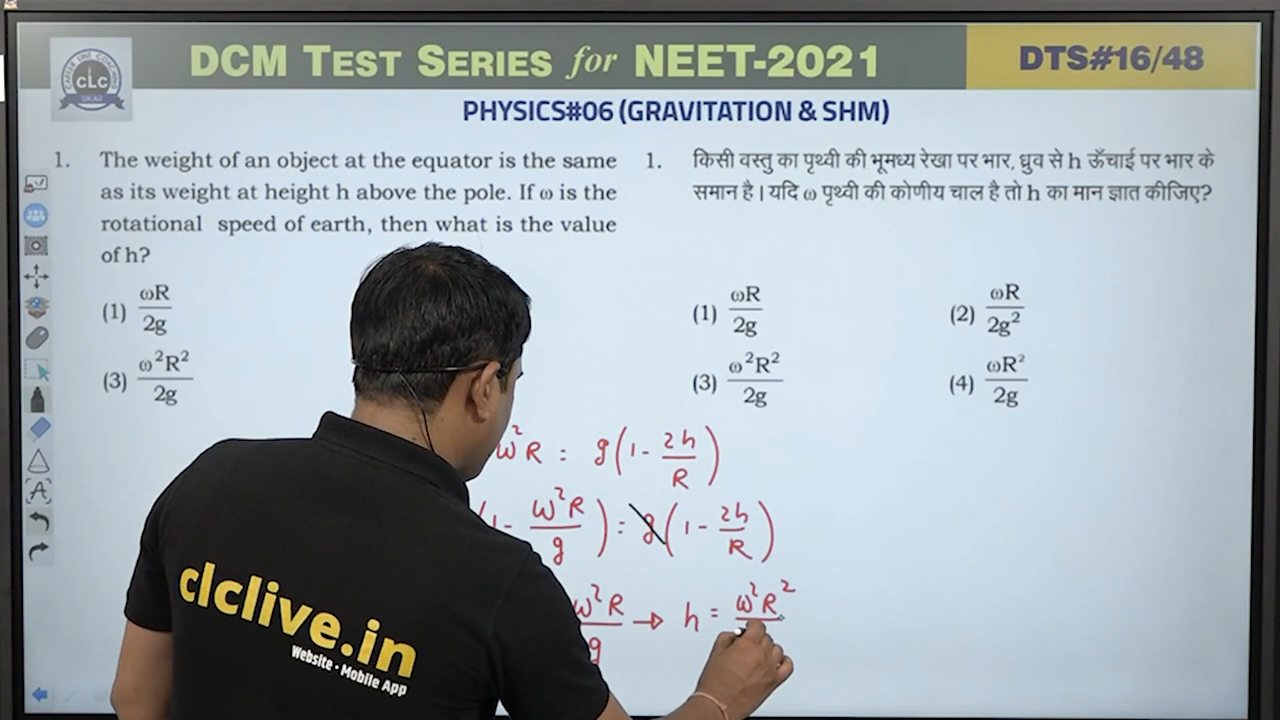 DCM TEST SERIES for NEET-2021
DTS#16/48
CLC
PHYSICS#06 (GRAVITATION & SHM)
1. The weight of an object at the equator is the same
as its weight at height h above the pole. If ω is the
rotational speed of earth, then what is the value
of h?
(1) ωR/2g
(3) ω²R²/2g
1. किसी वस्तु का पृथ्वी की भूमध्य रेखा पर भार, ध्रुव से h ऊँचाई पर भार के
समान है। यदि ω पृथ्वी की कोणीय चाल है तो h का मान ज्ञात कीजिए?
(1) ωR/2g (2) ωR/2g²
(3) ω²R²/2g (4) ωR²/2g
ω²R = g(1 - 2h/R)
(1 - ω²R/g) = g(1 - 2h/R)
ω²R/g → h = ω²R²
clclive.in
Website • Mobile App